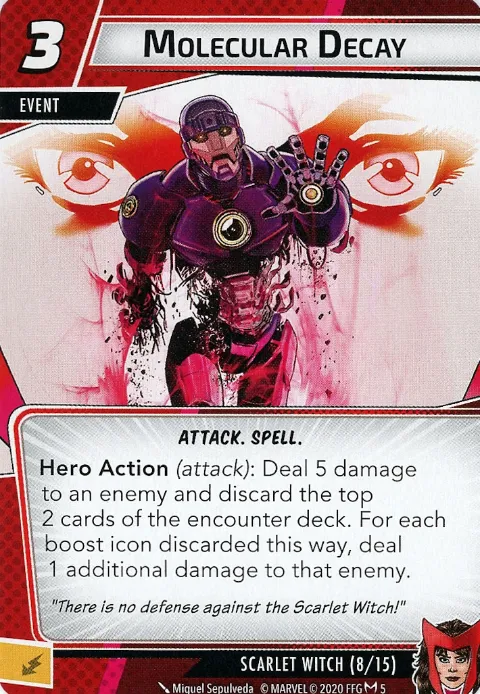 3
MOLECULAR DECAY
EVENT
ATTACK. SPELL.
Hero Action (attack): Deal 5 damage
to an enemy and discard the top
2 cards of the encounter deck. For each
boost icon discarded this way, deal
1 additional damage to that enemy.
"There is no defense against the Scarlet Witch!"
SCARLET WITCH (8/15)
Miguel Sepulveda © MARVEL © 2020 FFG 5